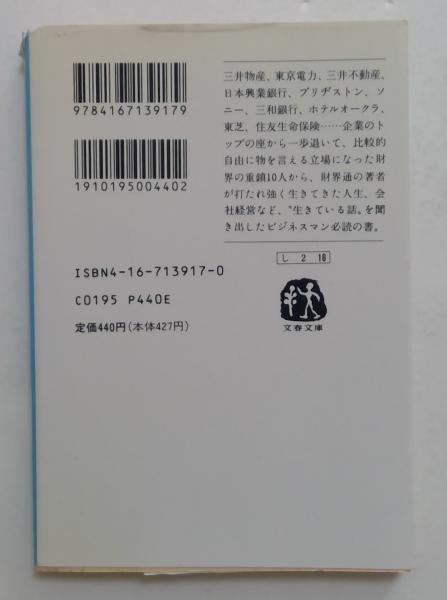 9784167139179
1910195004402
ISBN4-16-713917-0
C0195 P440E
定価440円(本体427円)
三井物産、東京電力、三井不動産、
日本興業銀行、ブリヂストン、ソ
ニー、三和銀行、ホテルオークラ、
東芝、住友生命保険……企業のト
ップの座から一歩退いて、比較的
自由に物を言える立場になった財
界の重鎮10人から、財界通の著者
が打たれ強く生きてきた人生、会
社経営など、〝生きている話〟を聞
き出したビジネスマン必読の書。
し 2 16
文春文庫